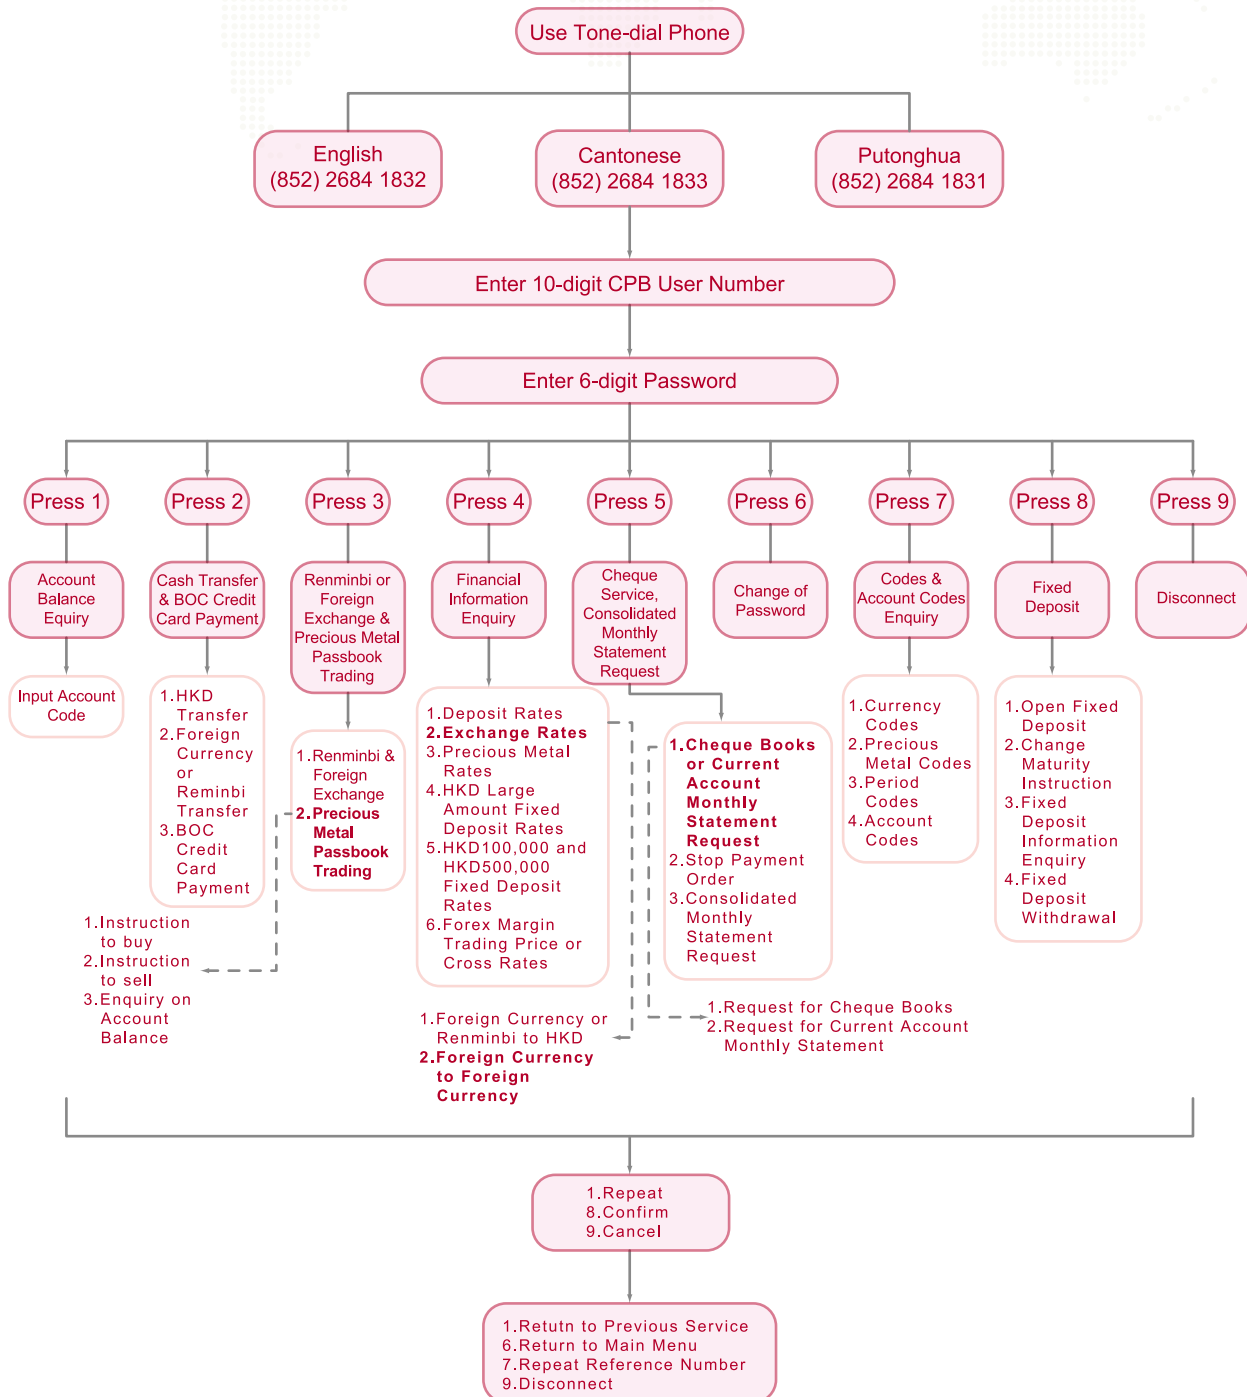 Use Tone-dial Phone
English
(852) 2684 1832
Cantonese
(852) 2684 1833
Putonghua
(852) 2684 1831
Enter 10-digit CPB User Number
Enter 6-digit Password
Press 1
Press 2
Press 3
Press 4
Press 5
Press 6
Press 7
Press 8
Press 9
Account
Balance
Equiry
Cash Transfer
& BOC Credit
Card Payment
Renminbi or
Foreign
Exchange &
Precious Metal
Passbook
Trading
Financial
Information
Enquiry
Cheque
Service,
Consolidated
Monthly
Statement
Request
Change of
Password
Codes &
Account Codes
Enquiry
Fixed
Deposit
Disconnect
Input Account
Code
1.HKD
Transfer
2.Foreign
Currency
or
Reminbi
Transfer
3.BOC
Credit
Card
Payment
1.Renminbi &
Foreign
Exchange
2.Precious
Metal
Passbook
Trading
1.Deposit Rates
2.Exchange Rates
3.Precious Metal
Rates
4.HKD Large
Amount Fixed
Deposit Rates
5.HKD100,000 and
HKD500,000
Fixed Deposit
Rates
6.Forex Margin
Trading Price or
Cross Rates
1.Cheque Books
or Current
Account
Monthly
Statement
Request
2.Stop Payment
Order
3.Consolidated
Monthly
Statement
Request
1.Currency
Codes
2.Precious
Metal Codes
3.Period
Codes
4.Account
Codes
1.Open Fixed
Deposit
2.Change
Maturity
Instruction
3.Fixed
Deposit
Information
Enquiry
4.Fixed
Deposit
Withdrawal
1.Instruction
to buy
2.Instruction
to sell
3.Enquiry on
Account
Balance
1.Foreign Currency or
Renminbi to HKD
2.Foreign Currency
to Foreign
Currency
1.Request for Cheque Books
2.Request for Current Account
Monthly Statement
1.Repeat
8.Confirm
9.Cancel
1.Retutn to Previous Service
6.Return to Main Menu
7.Repeat Reference Number
9.Disconnect